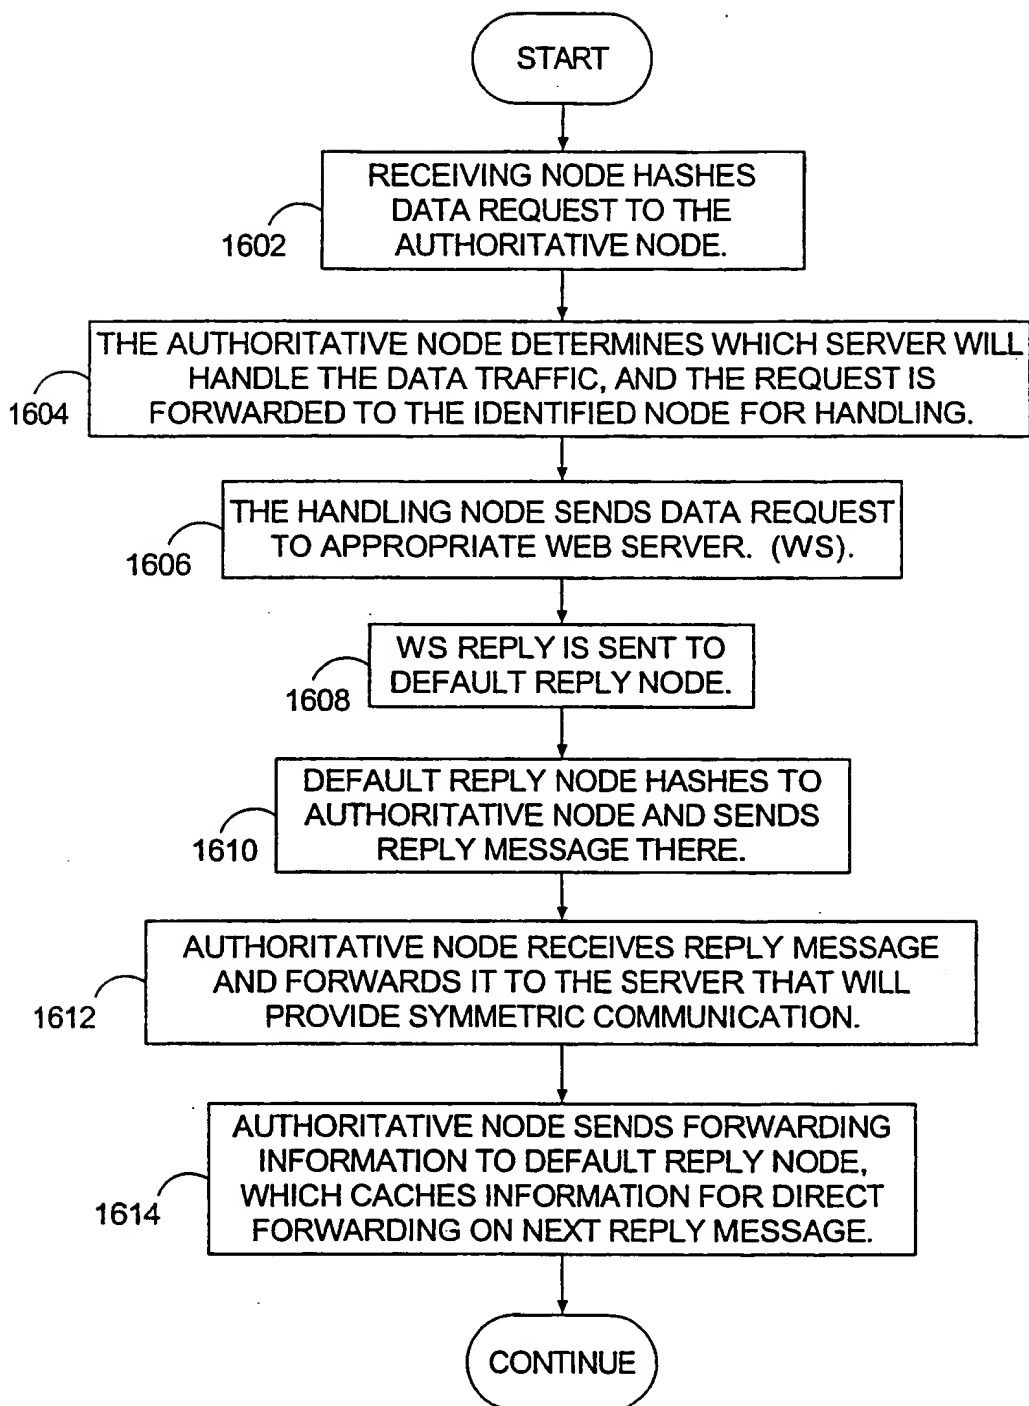 START
RECEIVING NODE HASHES
DATA REQUEST TO THE
AUTHORITATIVE NODE.
1602
THE AUTHORITATIVE NODE DETERMINES WHICH SERVER WILL
HANDLE THE DATA TRAFFIC, AND THE REQUEST IS
FORWARDED TO THE IDENTIFIED NODE FOR HANDLING.
1604
THE HANDLING NODE SENDS DATA REQUEST
TO APPROPRIATE WEB SERVER. (WS).
1606
WS REPLY IS SENT TO
DEFAULT REPLY NODE.
1608
DEFAULT REPLY NODE HASHES TO
AUTHORITATIVE NODE AND SENDS
REPLY MESSAGE THERE.
1610
AUTHORITATIVE NODE RECEIVES REPLY MESSAGE
AND FORWARDS IT TO THE SERVER THAT WILL
PROVIDE SYMMETRIC COMMUNICATION.
1612
AUTHORITATIVE NODE SENDS FORWARDING
INFORMATION TO DEFAULT REPLY NODE,
WHICH CACHES INFORMATION FOR DIRECT
FORWARDING ON NEXT REPLY MESSAGE.
1614
CONTINUE